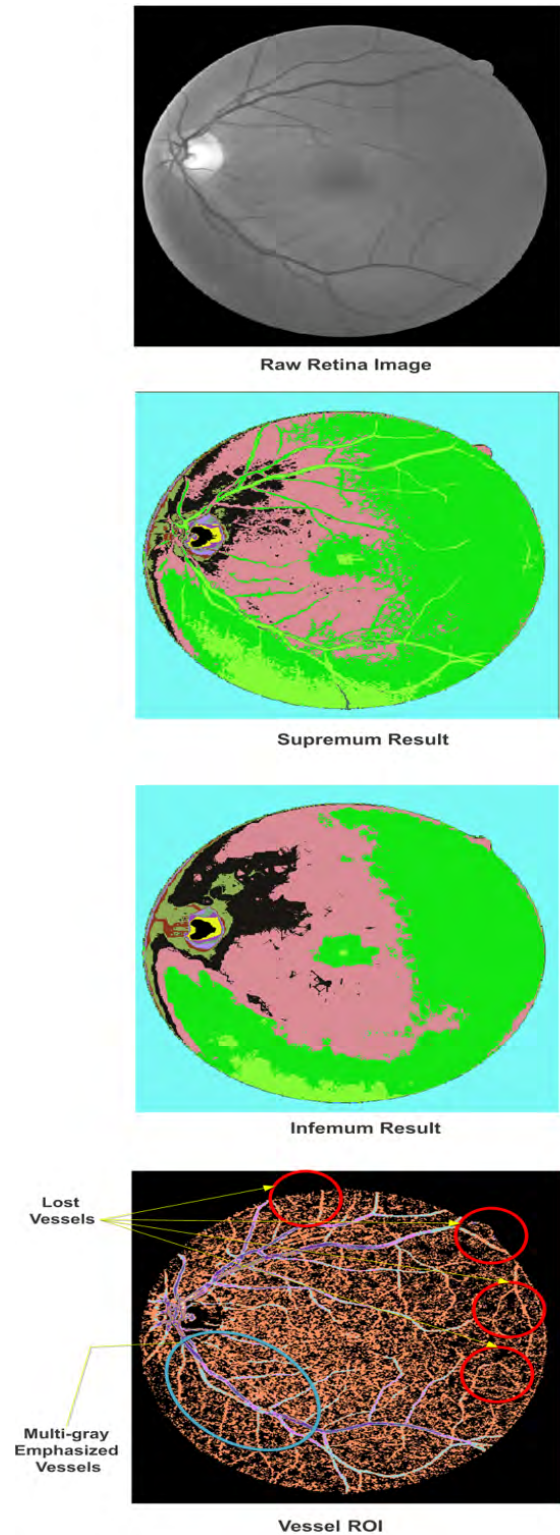 Raw Retina Image
Supremum Result
Infemum Result
Lost
Vessels
Multi-gray
Emphasized
Vessels
Vessel ROI